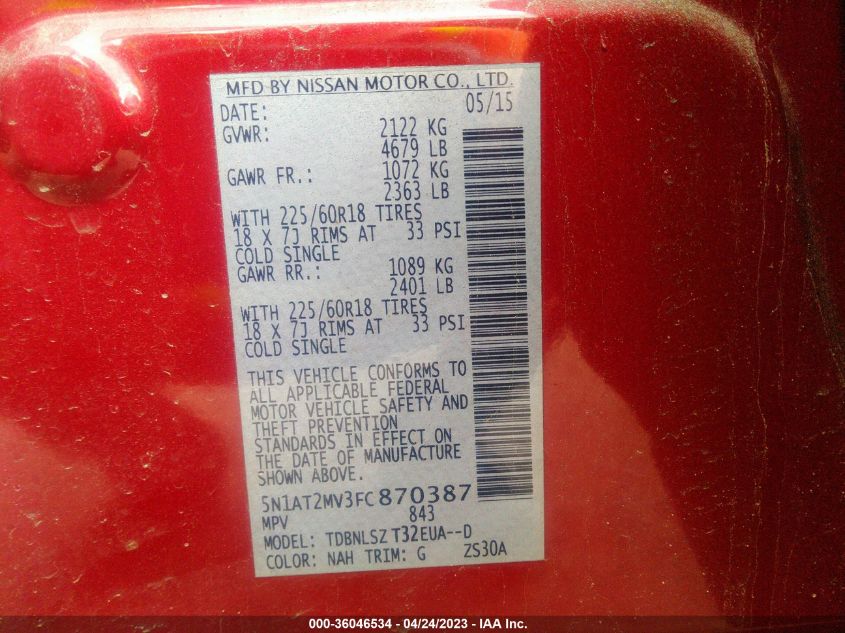 MFD BY NISSAN MOTOR CO., LTD.
DATE: 05/15
GVWR: 2122 KG
4679 LB
GAWR FR.: 1072 KG
2363 LB
WITH 225/60R18 TIRES
18 X 7J RIMS AT 33 PSI
COLD SINGLE
GAWR RR.: 1089 KG
2401 LB
WITH 225/60R18 TIRES
18 X 7J RIMS AT 33 PSI
COLD SINGLE
THIS VEHICLE CONFORMS TO
ALL APPLICABLE FEDERAL
MOTOR VEHICLE SAFETY AND
THEFT PREVENTION
STANDARDS IN EFFECT ON
THE DATE OF MANUFACTURE
SHOWN ABOVE.
5N1AT2MV3FC870387
MPV 843
MODEL: TDBNLSZ T32EUA--D
COLOR: NAH TRIM: G ZS30A
000-36046534 - 04/24/2023 - IAA Inc.